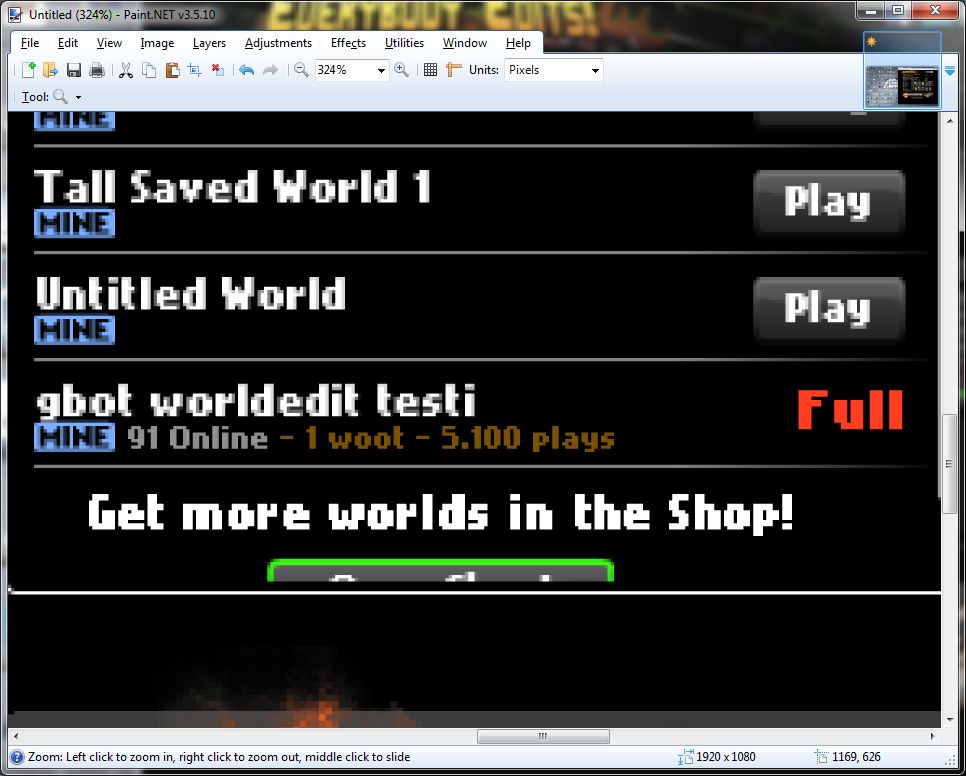 Untitled (324%) - Paint.NET v3.5.10
EVERYBODY EDITS!
File Edit View Image Layers Adjustments Effects Utilities Window Help
324% Units: Pixels
Tool:
MINE
Tall Saved World 1
MINE
Play
Untitled World
MINE
Play
gbot worldedit testi
MINE 91 Online - 1 woot - 5.100 plays
Full
Get more worlds in the Shop!
Zoom: Left click to zoom in, right click to zoom out, middle click to slide
1920 x 1080
1169, 626